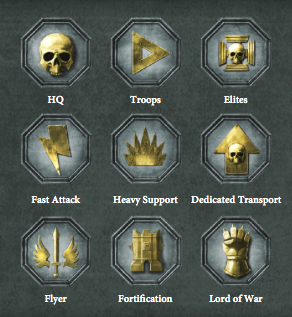 HQ
Troops
Elites
Fast Attack
Heavy Support
Dedicated Transport
Flyer
Fortification
Lord of War